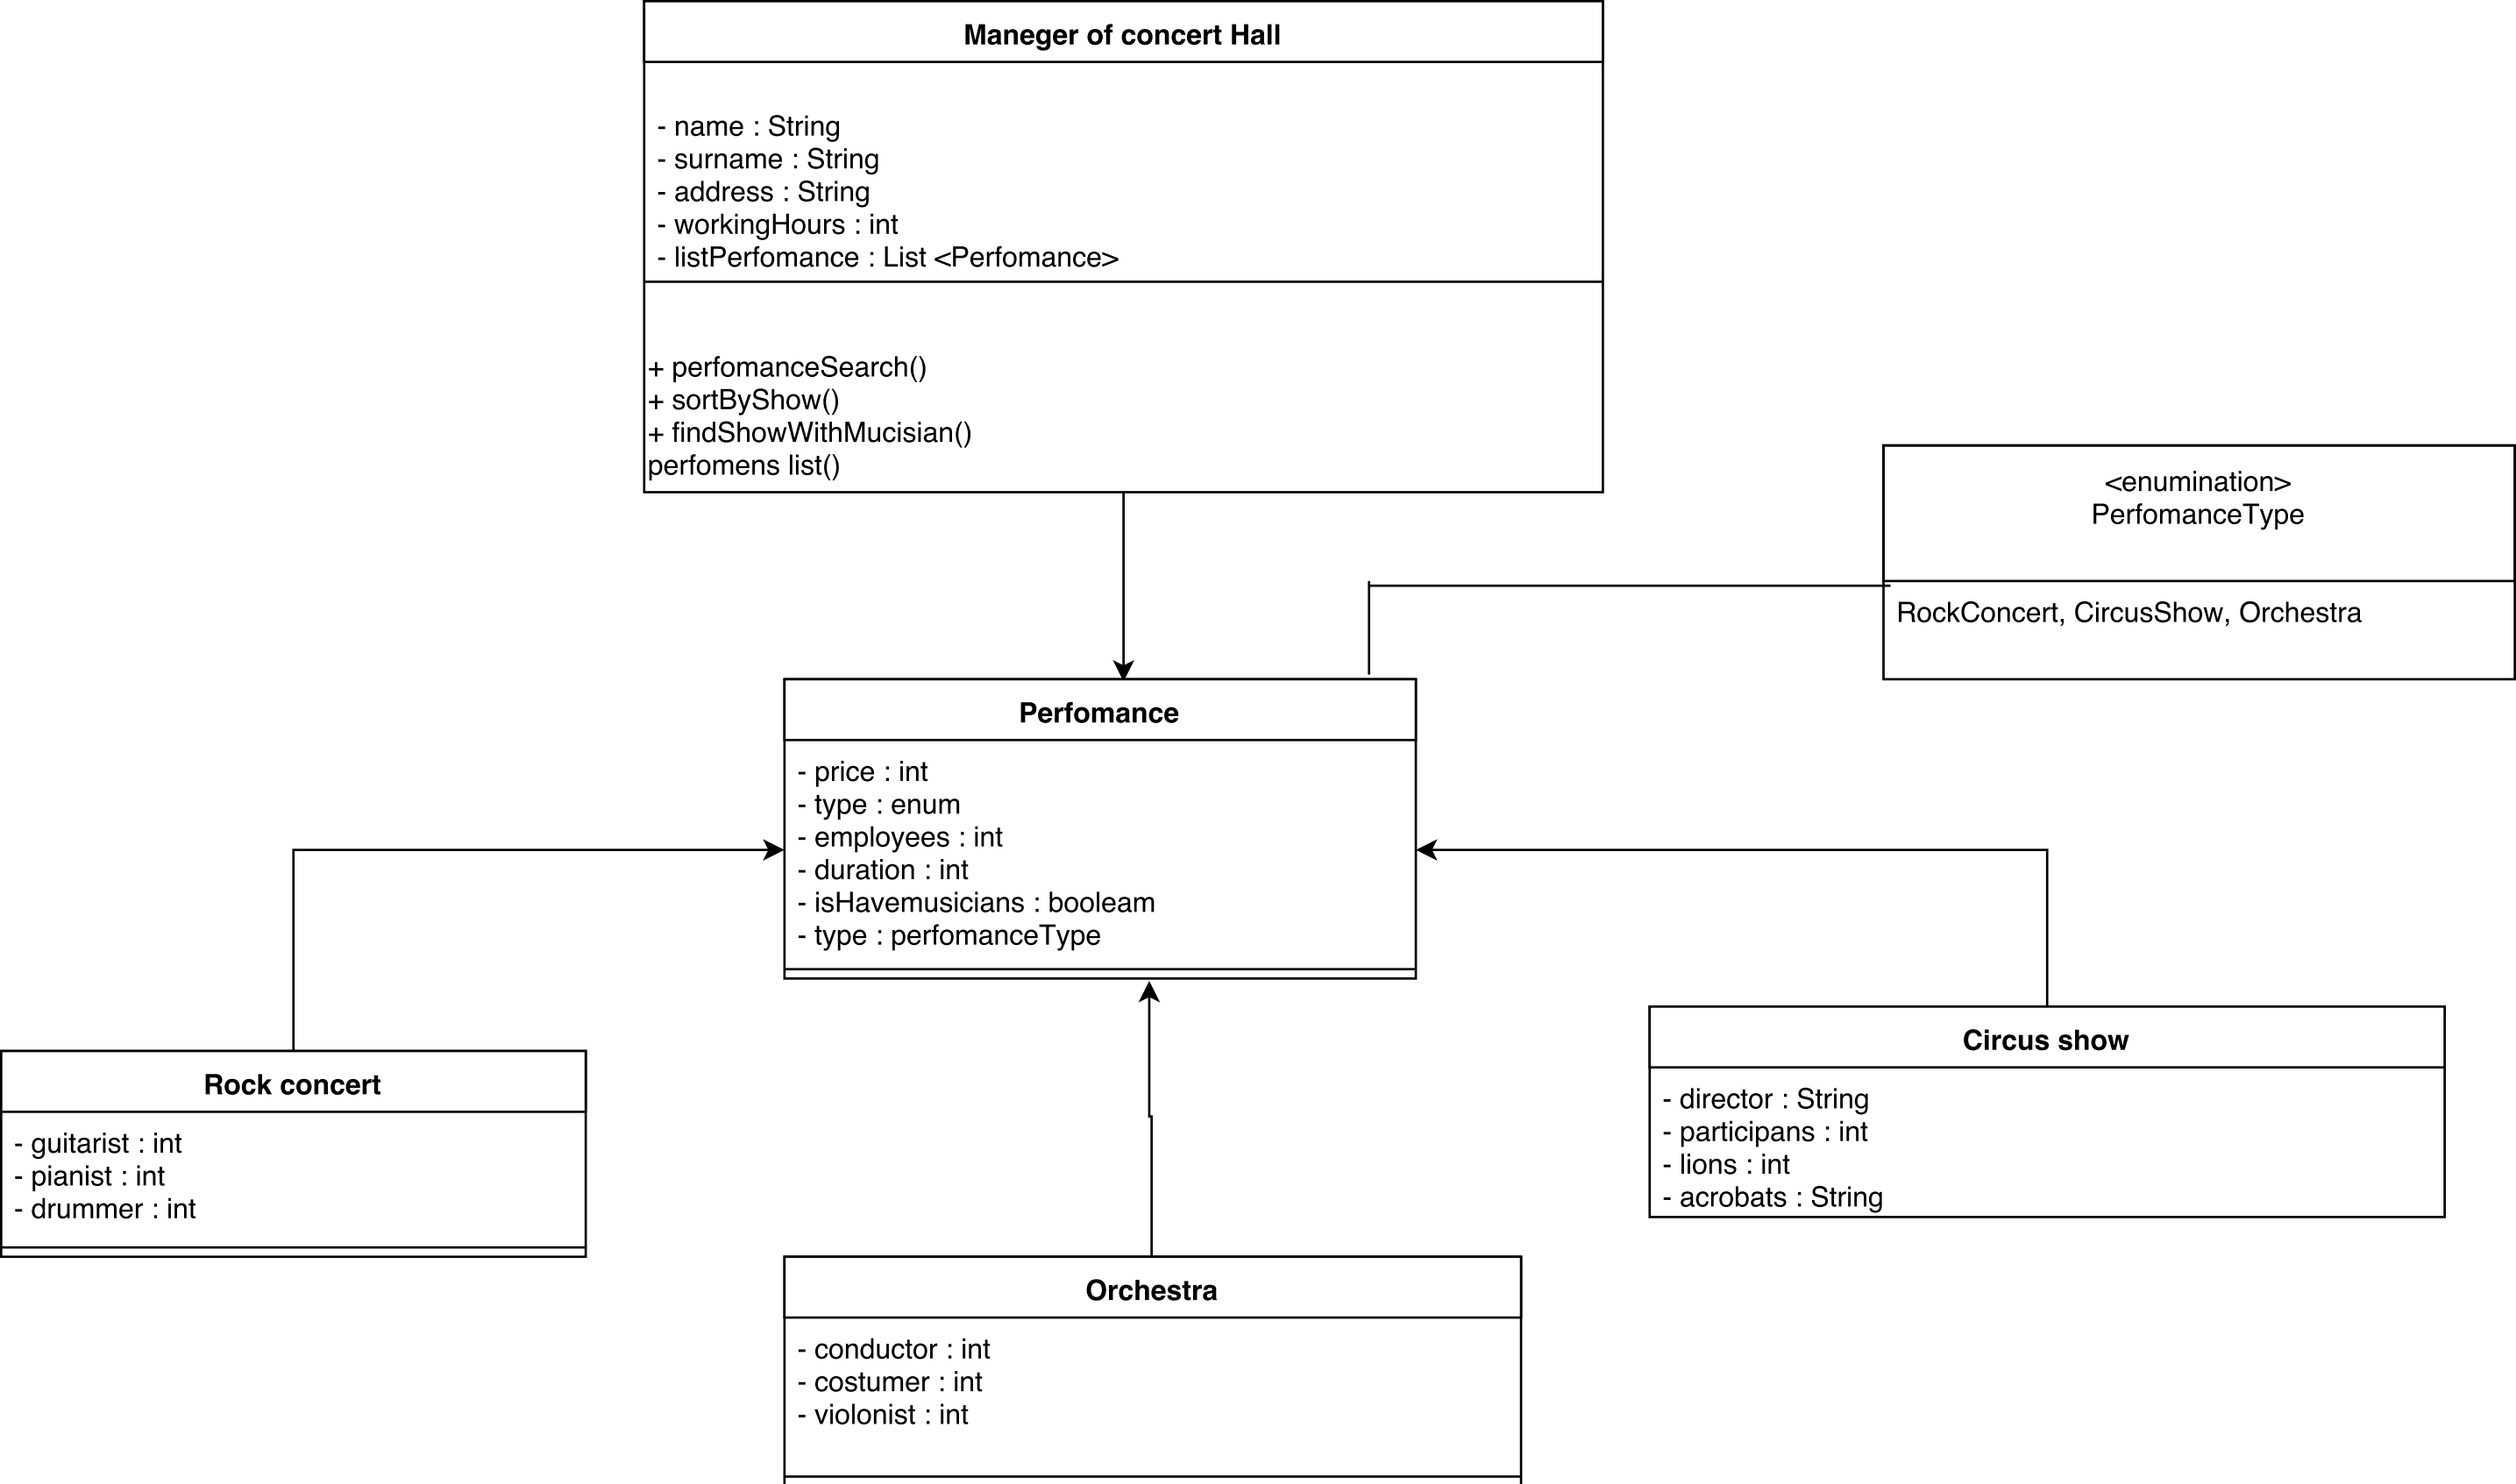 Maneger of concert Hall
- name : String
- surname : String
- address : String
- workingHours : int
- listPerfomance : List <Perfomance>
+ perfomanceSearch()
+ sortByShow()
+ findShowWithMucisian()
perfomens list()
<enumination>
PerfomanceType
RockConcert, CircusShow, Orchestra
Perfomance
- price : int
- type : enum
- employees : int
- duration : int
- isHavemusicians : booleam
- type : perfomanceType
Rock concert
- guitarist : int
- pianist : int
- drummer : int
Circus show
- director : String
- participans : int
- lions : int
- acrobats : String
Orchestra
- conductor : int
- costumer : int
- violonist : int